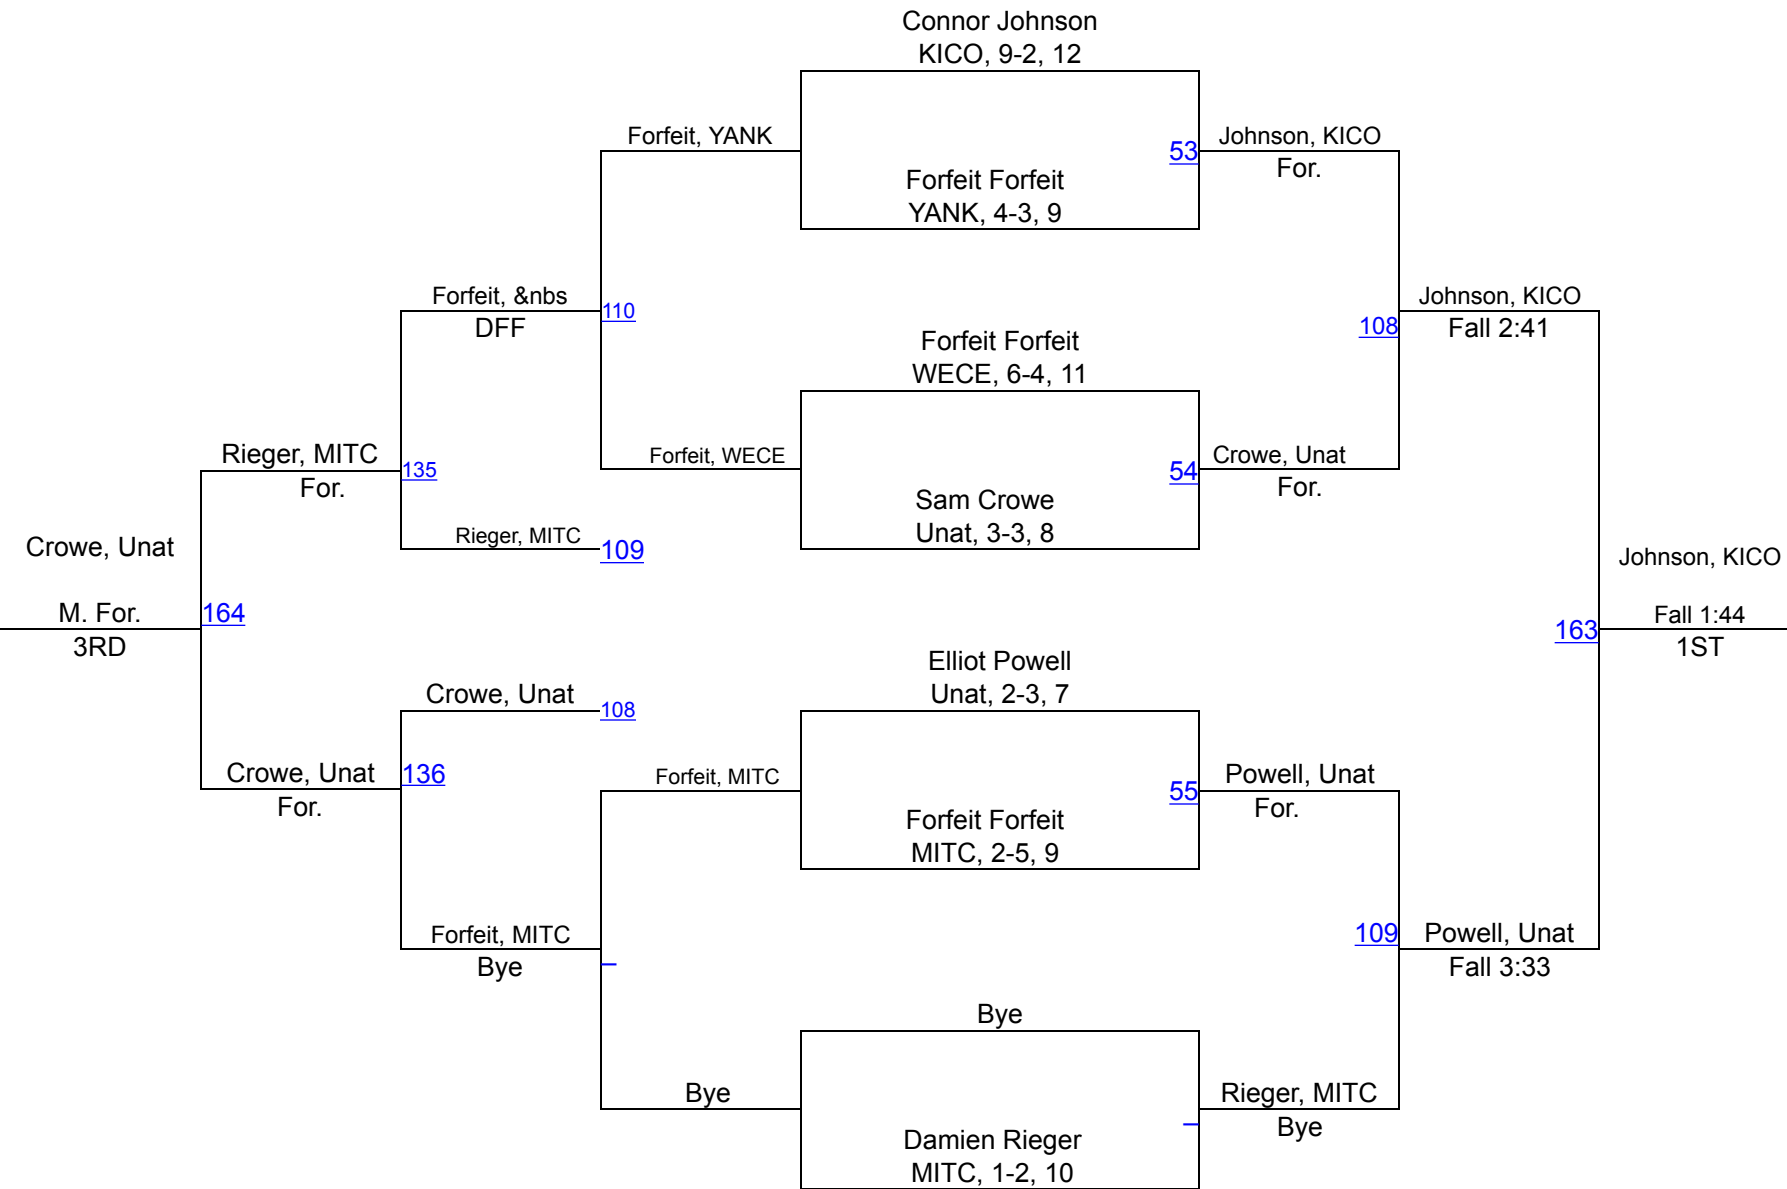 Connor Johnson
KICO, 9-2, 12
Forfeit, YANK
53
Johnson, KICO
For.
Forfeit Forfeit
YANK, 4-3, 9
Forfeit, &nbs
DFF
110
Johnson, KICO
Fall 2:41
108
Forfeit Forfeit
WECE, 6-4, 11
Rieger, MITC
For.
135
Forfeit, WECE
54
Crowe, Unat
For.
Sam Crowe
Unat, 3-3, 8
Rieger, MITC
109
Crowe, Unat
M. For.
3RD
164
Johnson, KICO
Fall 1:44
1ST
163
Elliot Powell
Unat, 2-3, 7
Crowe, Unat
108
Crowe, Unat
For.
136
Forfeit, MITC
55
Powell, Unat
For.
Forfeit Forfeit
MITC, 2-5, 9
Forfeit, MITC
Bye
109
Powell, Unat
Fall 3:33
Bye
Bye
Rieger, MITC
Bye
Damien Rieger
MITC, 1-2, 10